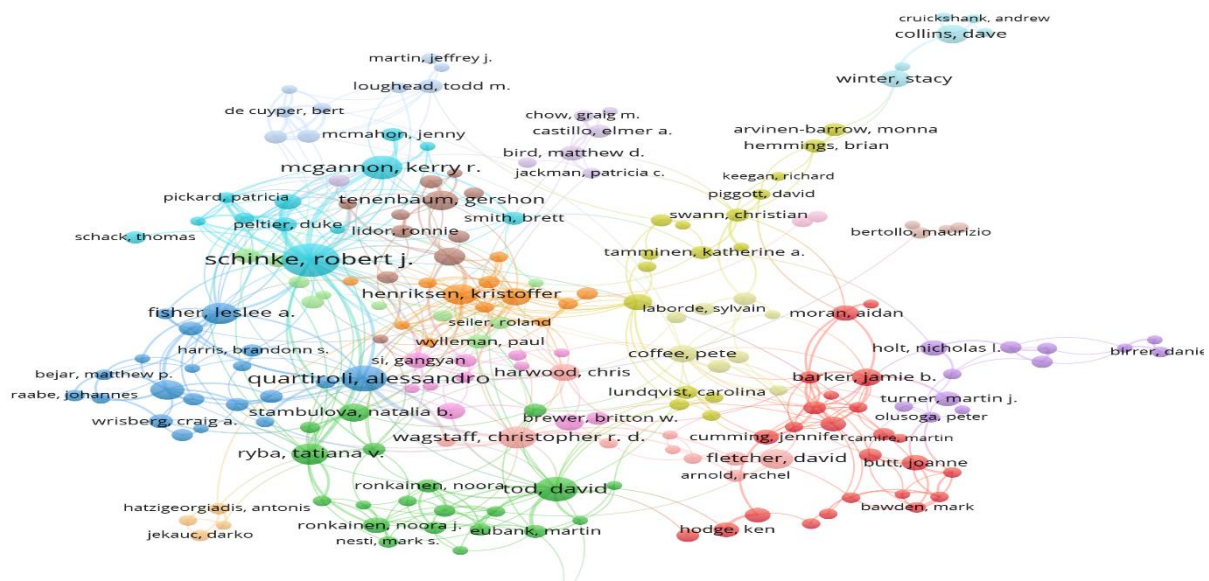 cruickshank, andrew
collins, dave
martin, jeffrey j.
winter, stacy
loughead, todd m.
de cuyper, bert
chow, graig m.
castillo, elmer a.
mcmahon, jenny
arvinen-barrow, monna
hemmings, brian
bird, matthew d.
mcgannon, kerry r.
jackman, patricia c.
keegan, richard
pickard, patricia
piggott, david
tenenbaum, gershon
swann, christian
smith, brett
peltier, duke
lidor, ronnie
schack, thomas
bertollo, maurizio
tamminen, katherine a.
schinke, robert j.
henriksen, kristoffer
fisher, leslee a.
laborde, sylvain
moran, aidan
seiler, roland
wylleman, paul
harris, brandonn s.
holt, nicholas l.
birrer, danie
coffee, pete
si, gangyan
harwood, chris
bejar, matthew p.
quartiroli, alessandro
barker, jamie b.
raabe, johannes
lundqvist, carolina
turner, martin j.
stambulova, natalia b.
brewer, britton w.
olusoga, peter
wrisberg, craig a.
wagstaff, christopher r. d.
cumming, jennifer
camiré, martin
ryba, tatiana v.
fletcher, david
butt, joanne
arnold, rachel
ronkainen, noora
tod, david
hatzigeorgiadis, antonis
bawden, mark
ronkainen, noora j.
eubank, martin
hodge, ken
jekauc, darko
nesti, mark s.